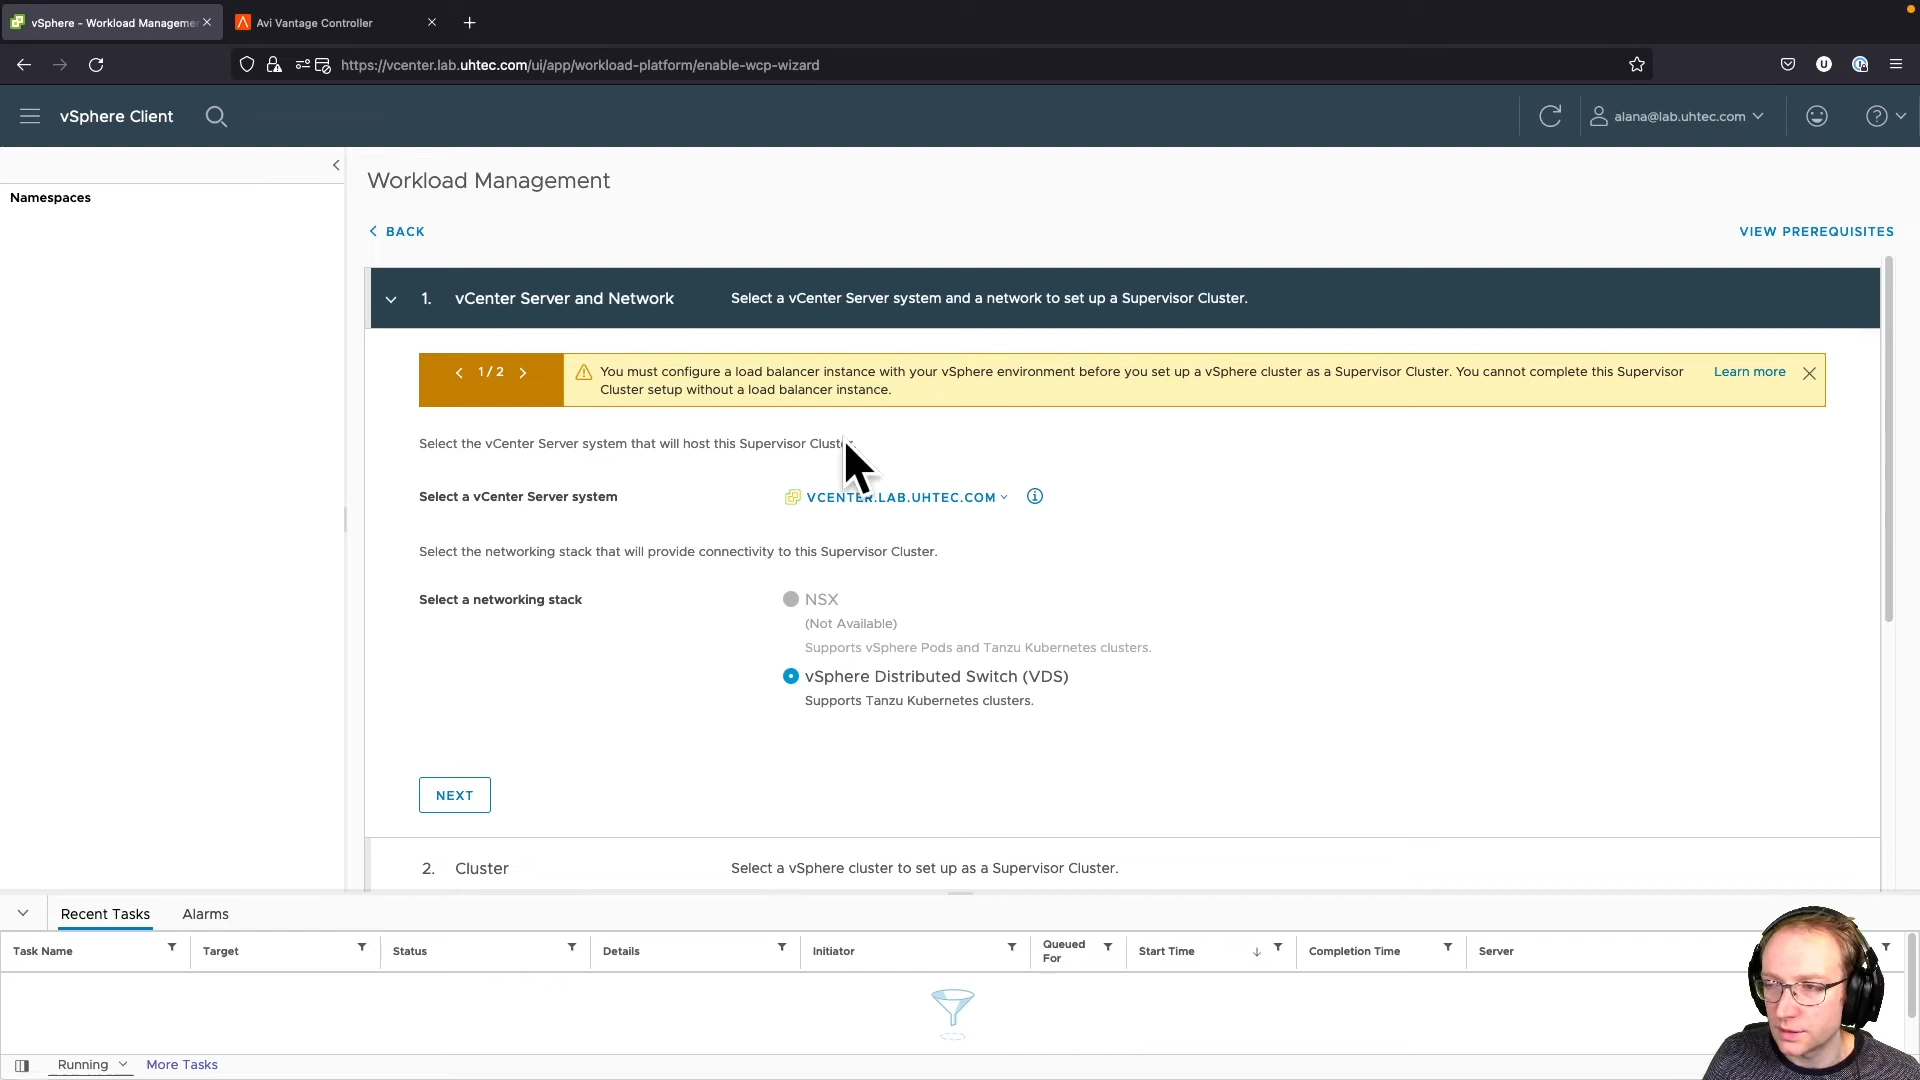 vSphere - Workload Managemen
Avi Vantage Controller
https://vcenter.lab.uhtec.com/ui/app/workload-platform/enable-wcp-wizard
U
vSphere Client
alana@lab.uhtec.com
Namespaces
Workload Management
BACK
VIEW PREREQUISITES
1. vCenter Server and Network
Select a vCenter Server system and a network to set up a Supervisor Cluster.
1 / 2
You must configure a load balancer instance with your vSphere environment before you set up a vSphere cluster as a Supervisor Cluster. You cannot complete this Supervisor
Cluster setup without a load balancer instance.
Learn more
Select the vCenter Server system that will host this Supervisor Cluster.
Select a vCenter Server system
VCENTER.LAB.UHTEC.COM
Select the networking stack that will provide connectivity to this Supervisor Cluster.
Select a networking stack
NSX
(Not Available)
Supports vSphere Pods and Tanzu Kubernetes clusters.
vSphere Distributed Switch (VDS)
Supports Tanzu Kubernetes clusters.
NEXT
2. Cluster
Select a vSphere cluster to set up as a Supervisor Cluster.
Recent Tasks
Alarms
Task Name
Target
Status
Details
Initiator
Queued
For
Start Time
Completion Time
Server
Running
More Tasks